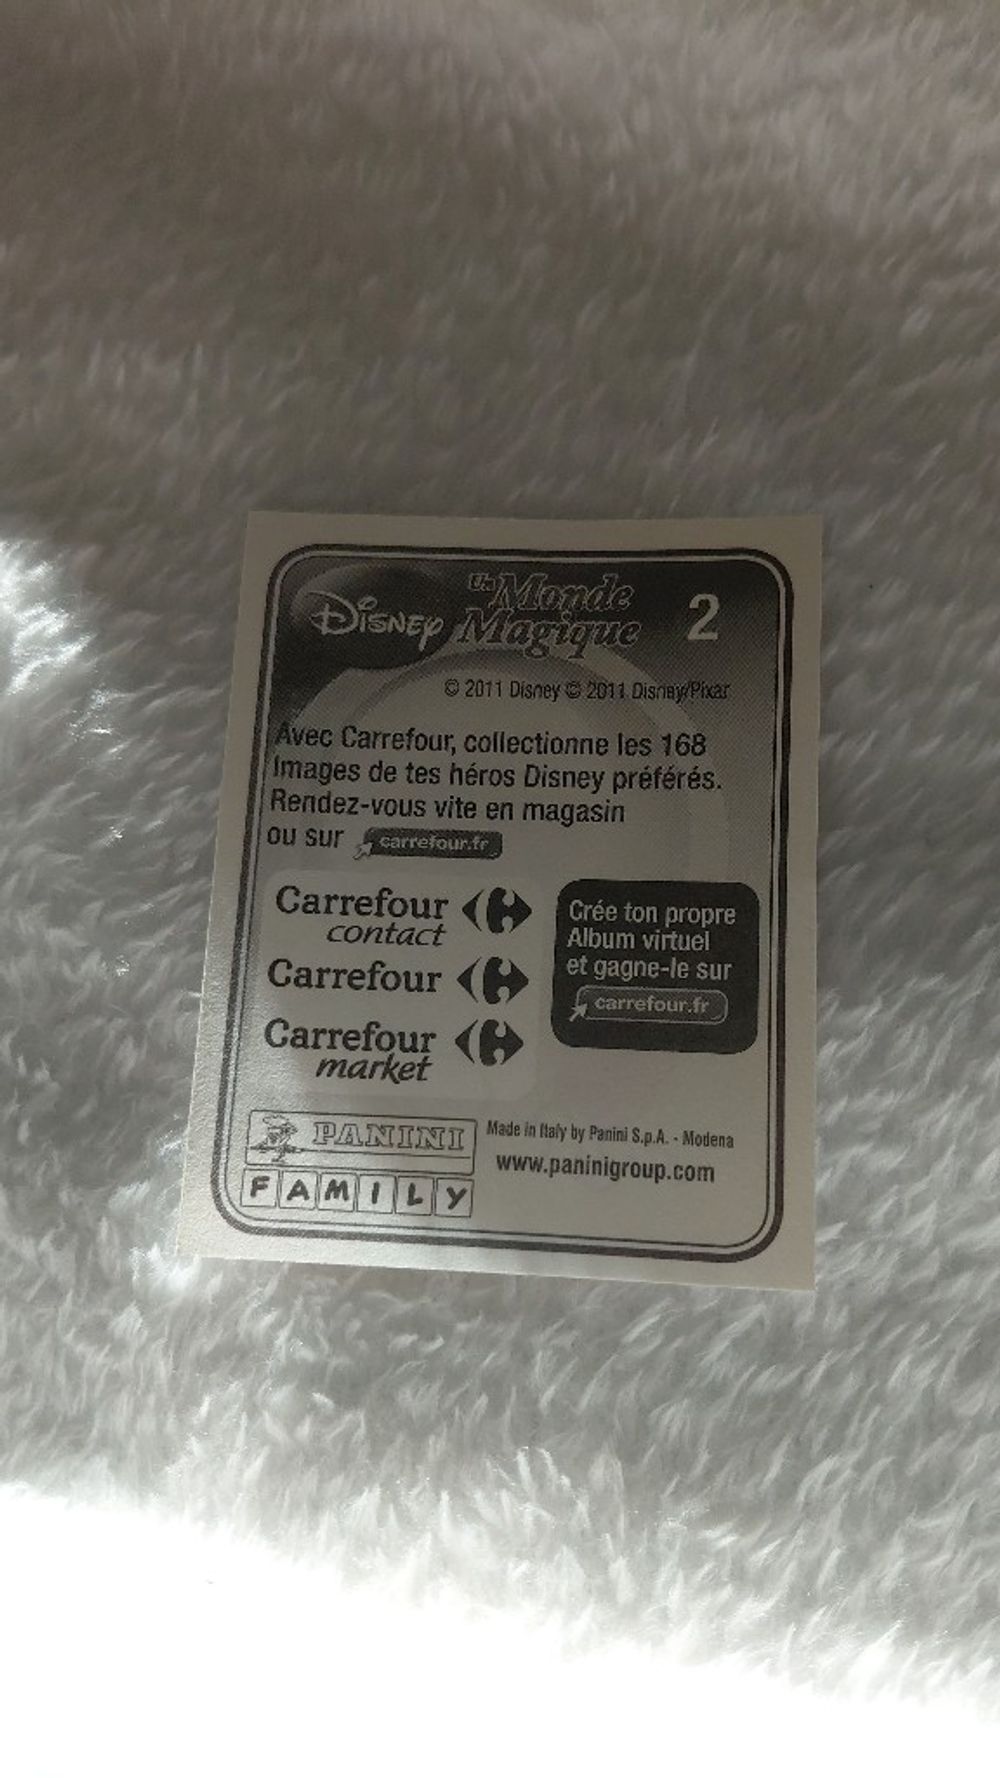 Disney Un Monde Magique 2
© 2011 Disney © 2011 Disney/Pixar
Avec Carrefour, collectionne les 168
Images de tes héros Disney préférés.
Rendez-vous vite en magasin
ou sur carrefour.fr
Carrefour
contact
Carrefour
Carrefour
market
Crée ton propre
Album virtuel
et gagne-le sur
carrefour.fr
PANINI
FAMILY
Made in Italy by Panini S.p.A. - Modena
www.paninigroup.com